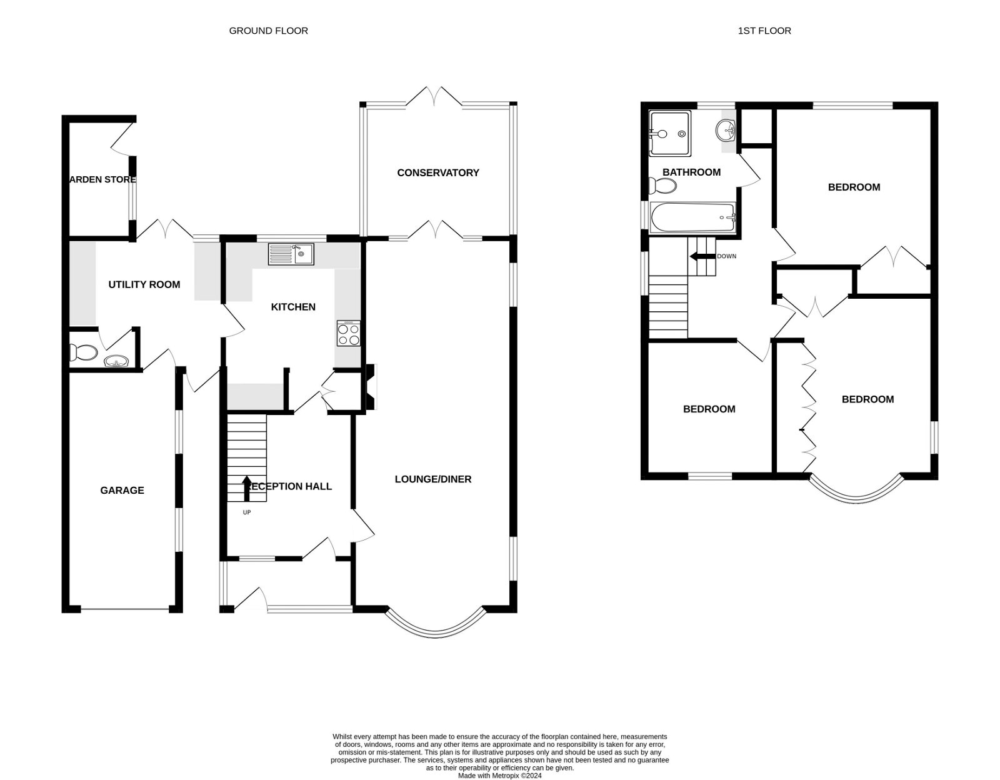 GROUND FLOOR
1ST FLOOR
ARDEN STORE
CONSERVATORY
BATHROOM
BEDROOM
DOWN
UTILITY ROOM
KITCHEN
BEDROOM
BEDROOM
GARAGE
RECEPTION HALL
LOUNGE/DINER
UP
Whilst every attempt has been made to ensure the accuracy of the floorplan contained here, measurements
of doors, windows, rooms and any other items are approximate and no responsibility is taken for any error,
omission or mis-statement. This plan is for illustrative purposes only and should be used as such by any
prospective purchaser. The services, systems and appliances shown have not been tested and no guarantee
as to their operability or efficiency can be given.
Made with Metropix ©2024